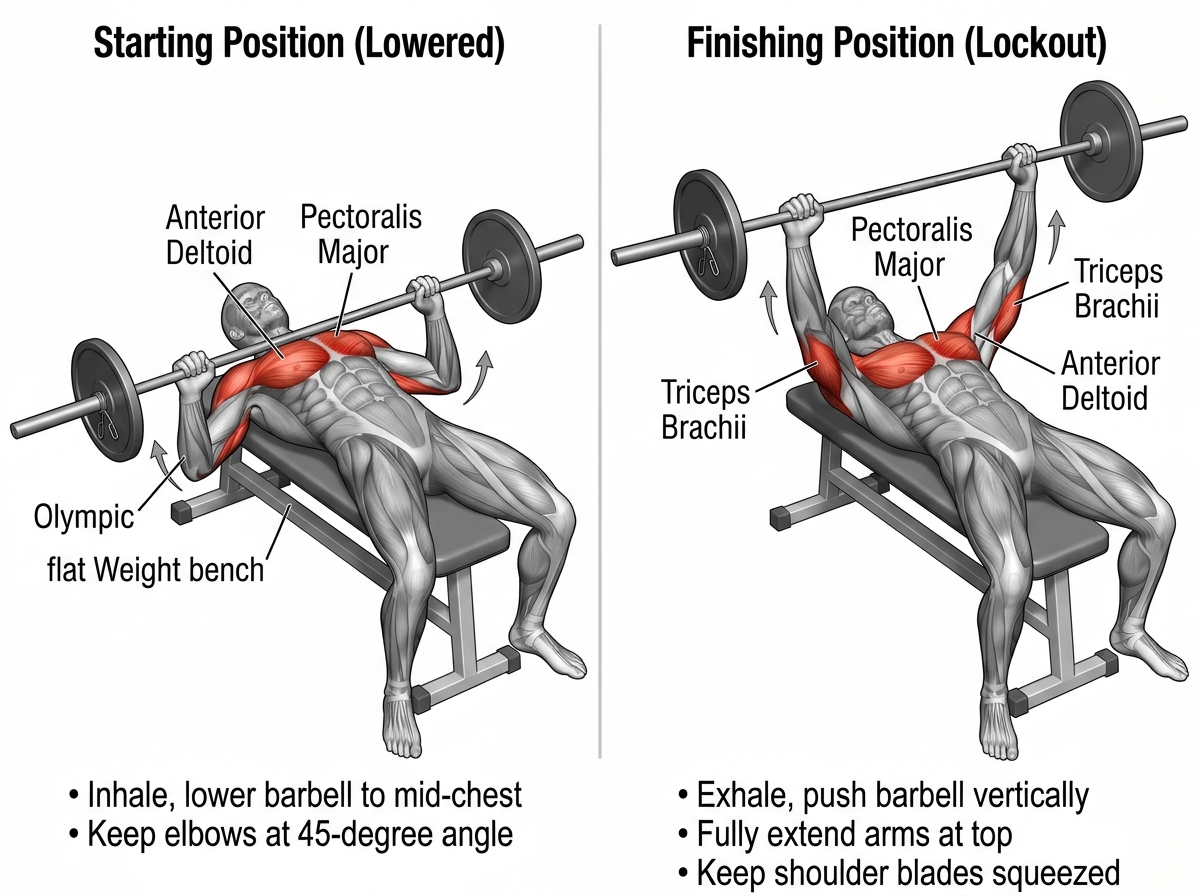 Starting Position (Lowered)
Anterior
Deltoid
Pectoralis
Major
Olympic
flat Weight bench
• Inhale, lower barbell to mid-chest
• Keep elbows at 45-degree angle
Finishing Position (Lockout)
Pectoralis
Major
Triceps
Brachii
Anterior
Deltoid
Triceps
Brachii
• Exhale, push barbell vertically
• Fully extend arms at top
• Keep shoulder blades squeezed